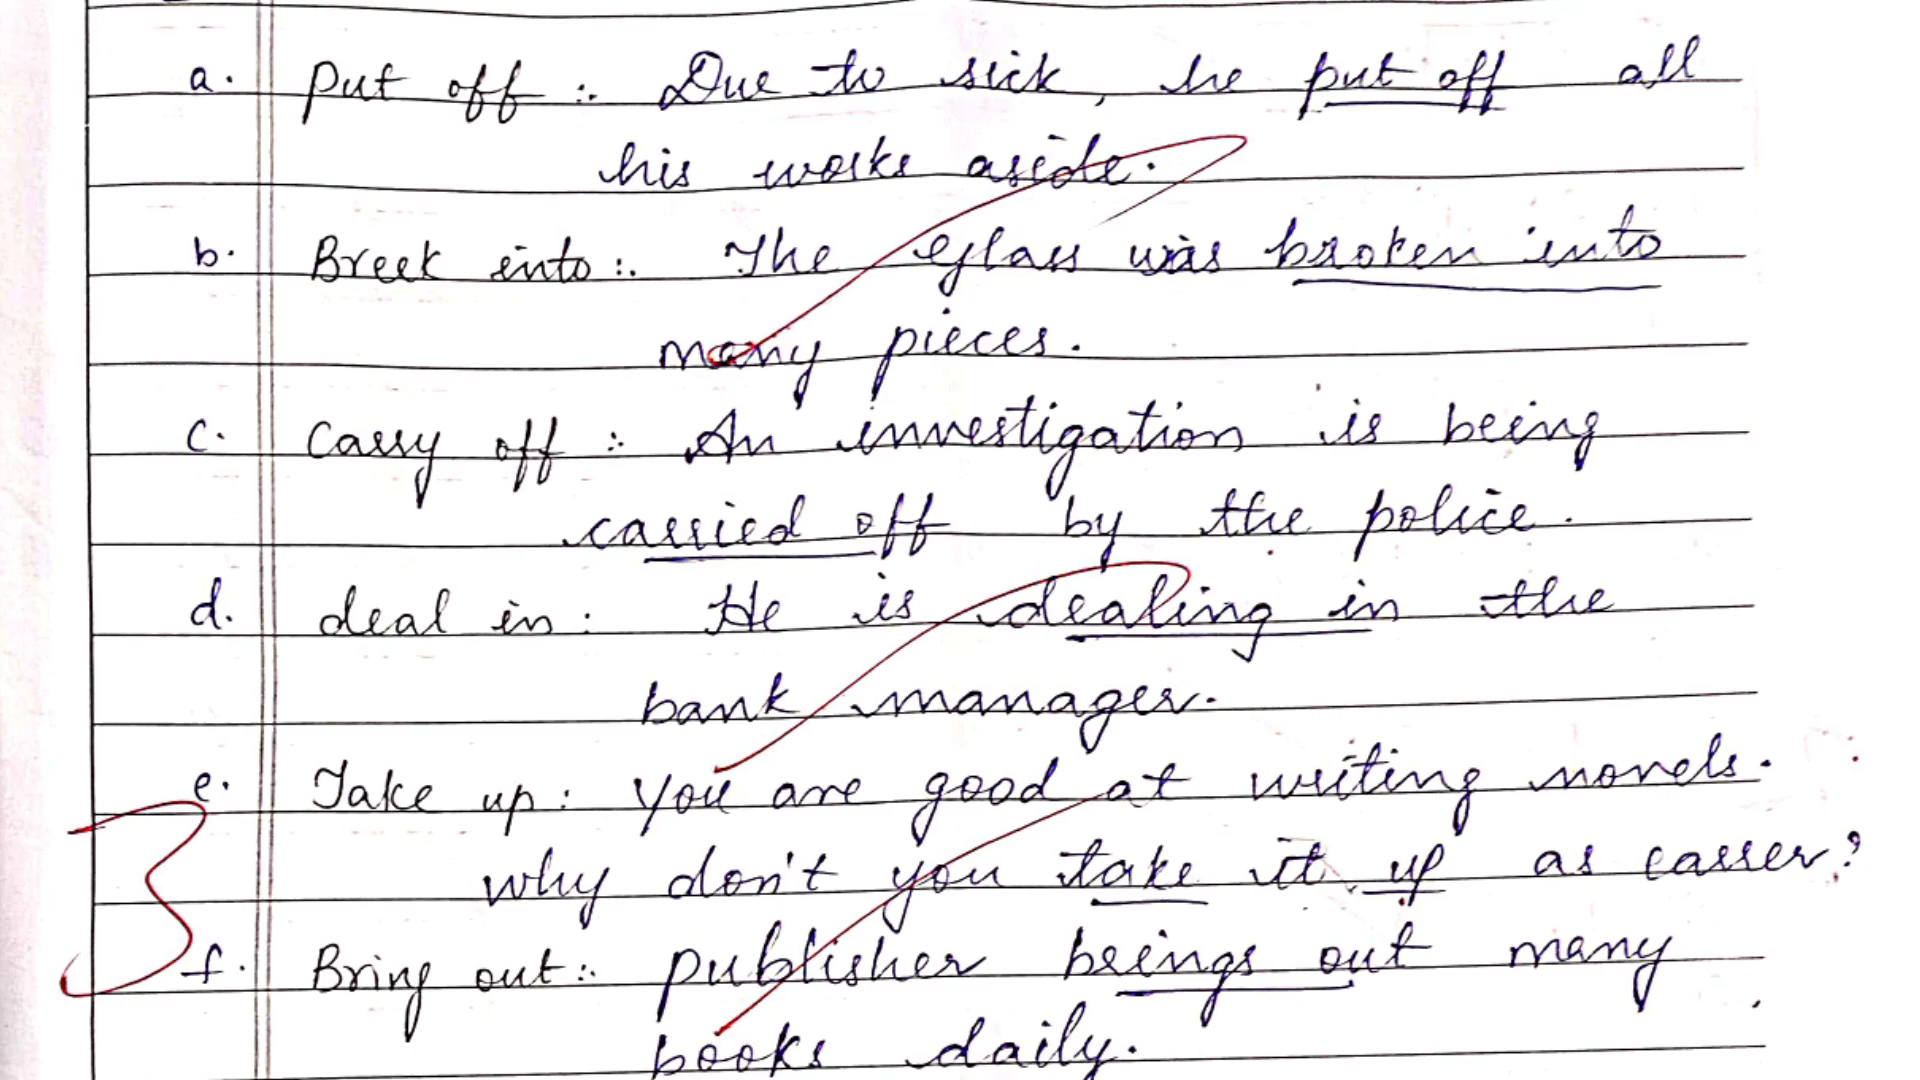 a. Put off :. Due to sick, he put off all
his works aside.
b. Breek into :. The Glass was broken into
many pieces.
c. Carry off :. An investigation is being
carried off by the police.
d. deal in : He is dealing in the
bank manager.
e. Take up : You are good at writing novels.
why don't you take it up as carrer?
3
f. Bring out :. publisher brings out many
books daily.